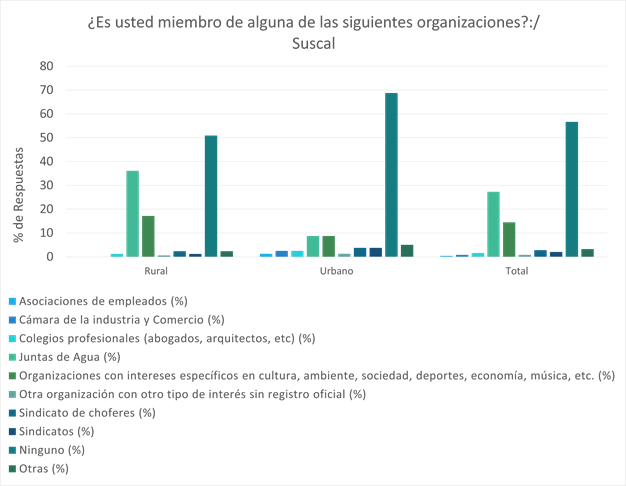 ¿Es usted miembro de alguna de las siguientes organizaciones?:/
Suscal
% de Respuestas
80
70
60
50
40
30
20
10
0
Rural
Urbano
Total
Asociaciones de empleados (%)
Cámara de la industria y Comercio (%)
Colegios profesionales (abogados, arquitectos, etc) (%)
Juntas de Agua (%)
Organizaciones con intereses específicos en cultura, ambiente, sociedad, deportes, economía, música, etc. (%)
Otra organización con otro tipo de interés sin registro oficial (%)
Sindicato de choferes (%)
Sindicatos (%)
Ninguno (%)
Otras (%)